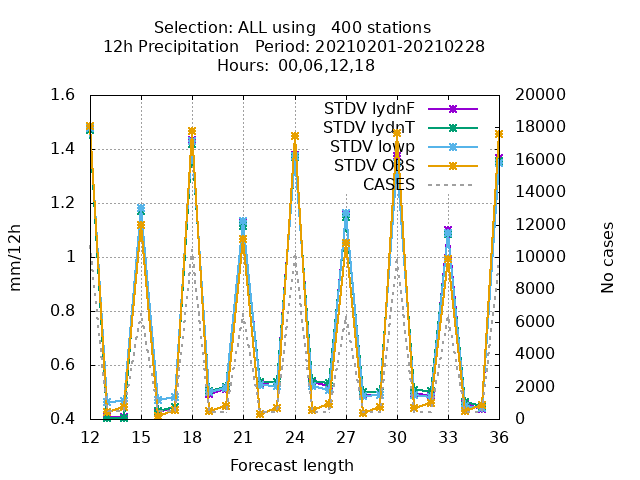 Selection: ALL using   400 stations
12h Precipitation   Period: 20210201-20210228
Hours:  00,06,12,18
1.6
1.4
1.2
1
0.8
0.6
0.4
20000
18000
16000
14000
12000
10000
8000
6000
4000
2000
0
STDV lydnF
STDV lydnT
STDV lowp
STDV OBS
CASES
mm/12h
No cases
12 15 18 21 24 27 30 33 36
Forecast length